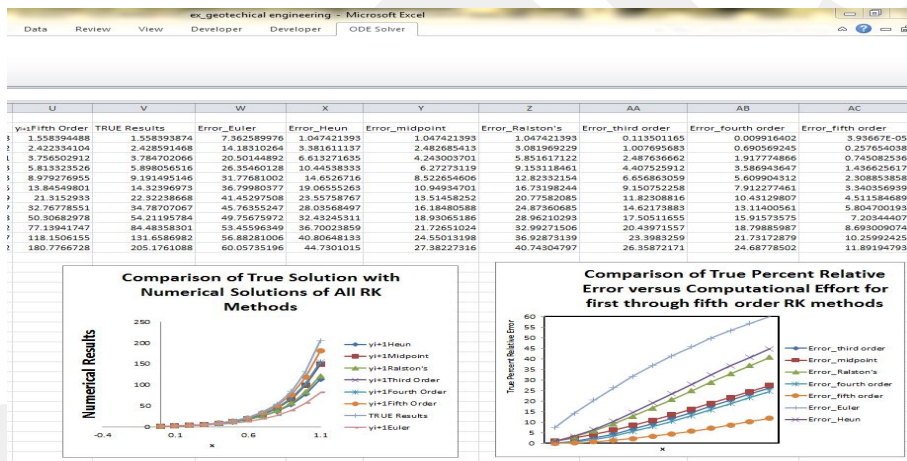 ex_geotechical engineering - Microsoft Excel
Data Review View Developer Developer ODE Solver
U V W X Y Z AA AB AC
yi+1Fifth Order TRUE Results Error_Euler Error_Heun Error_midpoint Error_Ralston's Error_third order Error_fourth order Error_fifth order
1.558394488 1.558393874 7.362589976 1.047421393 1.047421393 1.047421393 0.113501165 0.009916402 3.93667E-05
2.422334104 2.428591468 14.18310264 3.381611137 2.482685413 3.081969229 1.007695683 0.690569245 0.257654038
3.756502912 3.784702066 20.50144892 6.613271635 4.243003701 5.851617122 2.487636662 1.917774866 0.745082536
5.813323526 5.898056516 26.35460128 10.44538333 6.27273119 9.153118461 4.407525912 3.586943647 1.436625617
8.979276955 9.191495146 31.77681002 14.6526716 8.522654606 12.82332154 6.656863059 5.609904312 2.308853858
13.84549801 14.32396973 36.79980377 19.06555263 10.94934701 16.73198244 9.150752258 7.912277461 3.340356939
21.3152933 22.32238668 41.45297508 23.55758767 13.51458252 20.77582085 11.82308816 10.43129807 4.511584689
32.76778551 34.78707067 45.76355247 28.03568497 16.18480588 24.87360685 14.62173883 13.11400561 5.804700193
50.30682978 54.21195784 49.75675972 32.43245311 18.93065186 28.96210293 17.50511655 15.91573575 7.20344407
77.13941747 84.48358301 53.45596349 36.70023859 21.72651024 32.99271506 20.43971557 18.79885987 8.693009074
118.1506155 131.6586982 56.88281006 40.80648133 24.55013198 36.92873139 23.3983259 21.73172879 10.25992425
180.7766728 205.1761088 60.05735196 44.7301015 27.38227316 40.74304797 26.35872171 24.68778502 11.89194793
Comparison of True Solution with
Numerical Solutions of All RK
Methods
Numerical Results
250
200
150
100
50
0
-0.4 0.1 0.6 1.1
x
yi+1Heun
yi+1Midpoint
yi+1Ralston's
yi+1Third Order
yi+1Fourth Order
yi+1Fifth Order
TRUE Results
yi+1Euler
Comparison of True Percent Relative
Error versus Computational Effort for
first through fifth order RK methods
True Percent Relative Error
60
55
50
45
40
35
30
25
20
15
10
5
0
x
Error_third order
Error_midpoint
Error_Ralston's
Error_fourth order
Error_fifth order
Error_Euler
Error_Heun